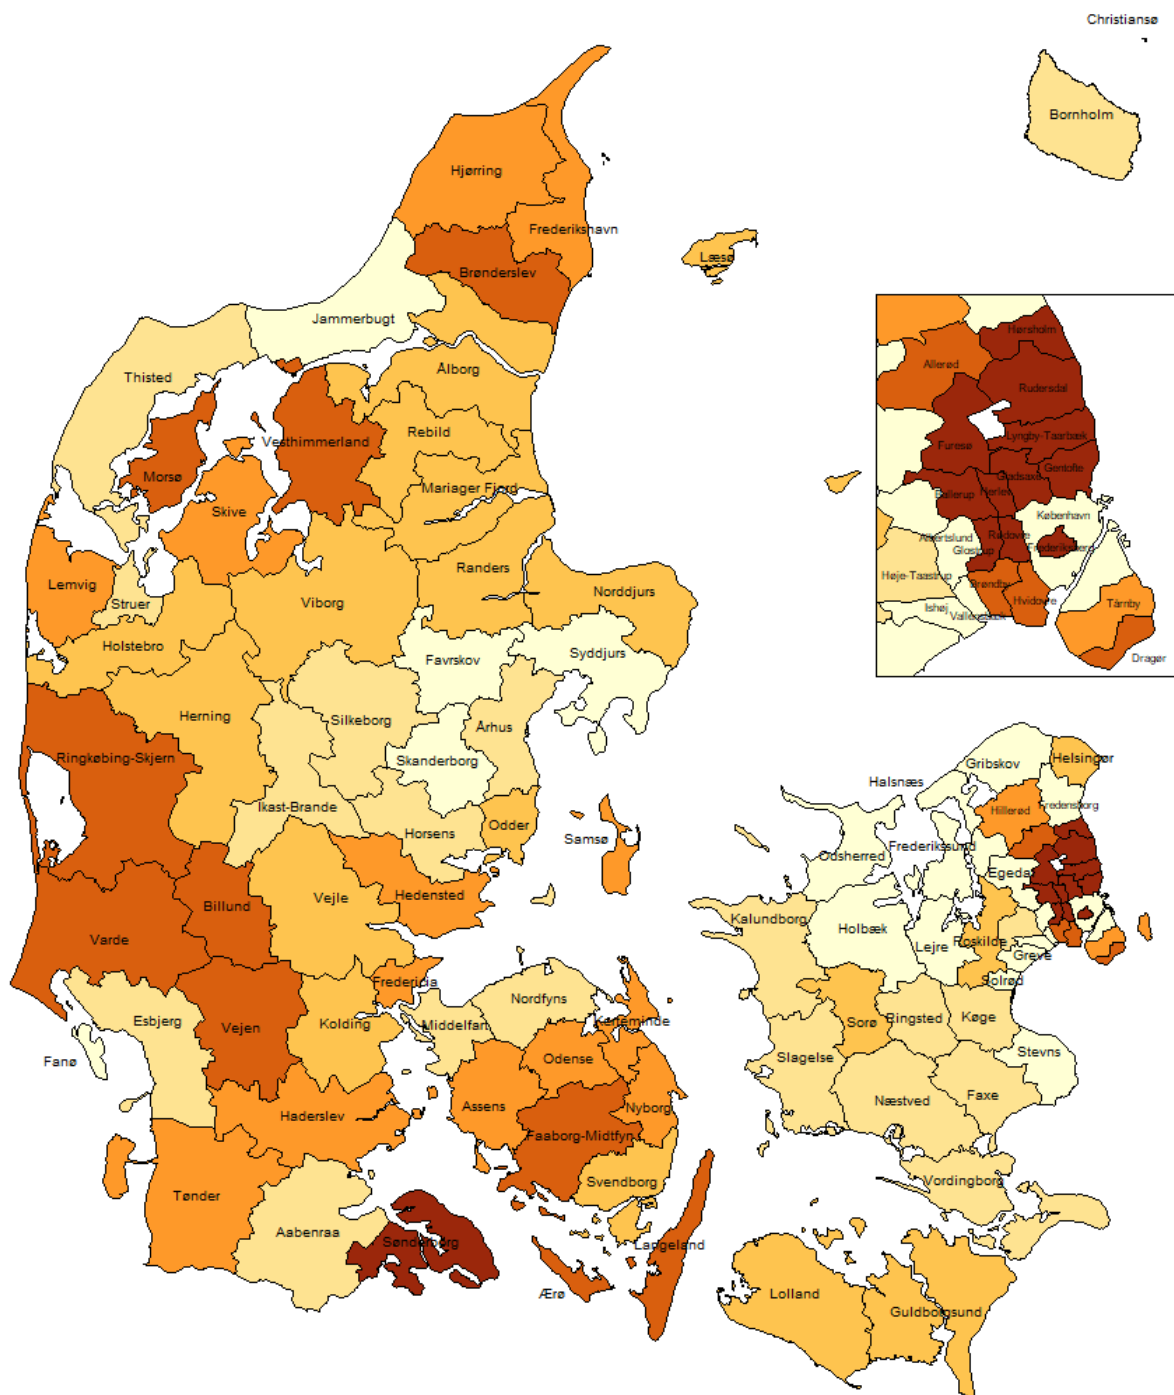 Christiansø
Bornholm
Hjørring
Frederikshavn
Læsø
Brønderslev
Jammerbugt
Ålborg
Thisted
Vesthimmerland
Rebild
Morsø
Mariager Fjord
Skive
Randers
Lemvig
Viborg
Norddjurs
Struer
Holstebro
Favrskov
Syddjurs
Herning
Silkeborg
Århus
Ringkøbing-Skjern
Skanderborg
Ikast-Brande
Horsens
Odder
Samsø
Hedensted
Vejle
Billund
Varde
Fredericia
Nordfyns
Esbjerg
Vejen
Kolding
Middelfart
Kerteminde
Fanø
Odense
Haderslev
Assens
Nyborg
Faaborg-Midtfyn
Svendborg
Tønder
Aabenraa
Sønderborg
Langeland
Ærø
Hørsholm
Allerød
Rudersdal
Lyngby-Taarbæk
Furesø
Gentofte
Gladsaxe
Ballerup
Herlev
København
Albertslund
Rødovre
Frederiksberg
Glostrup
Høje-Taastrup
Brøndby
Hvidovre
Ishøj
Vallensbæk
Tårnby
Dragør
Helsingør
Gribskov
Halsnæs
Hillerød
Fredensborg
Frederikssund
Odsherred
Egedal
Kalundborg
Holbæk
Lejre
Roskilde
Greve
Solrød
Sorø
Ringsted
Køge
Stevns
Slagelse
Næstved
Faxe
Vordingborg
Lolland
Guldborgsund